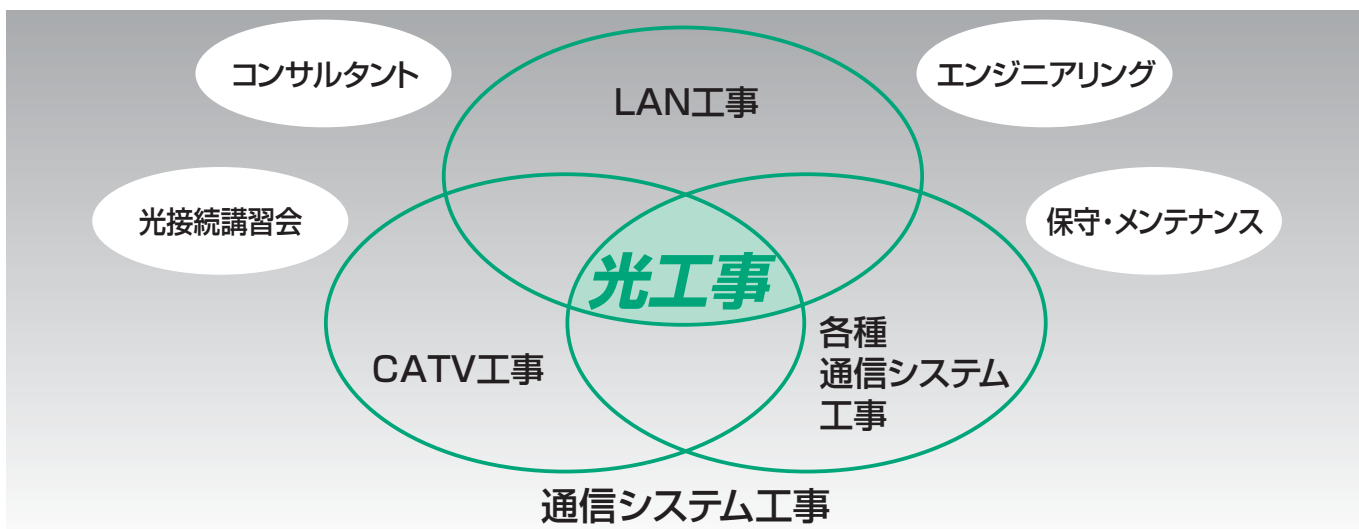 コンサルタント
エンジニアリング
LAN工事
光接続講習会
保守・メンテナンス
光工事
CATV工事
各種
通信システム
工事
通信システム工事